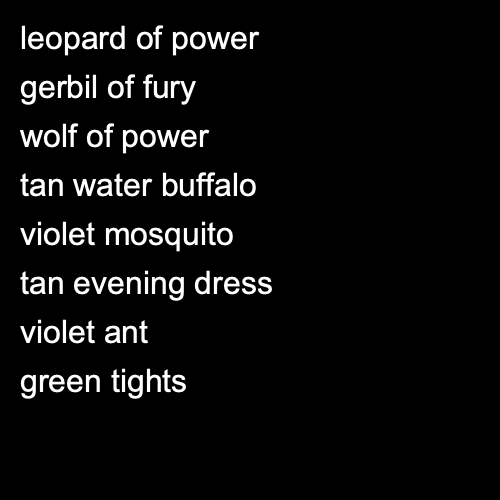 leopard of power
gerbil of fury
wolf of power
tan water buffalo
violet mosquito
tan evening dress
violet ant
green tights